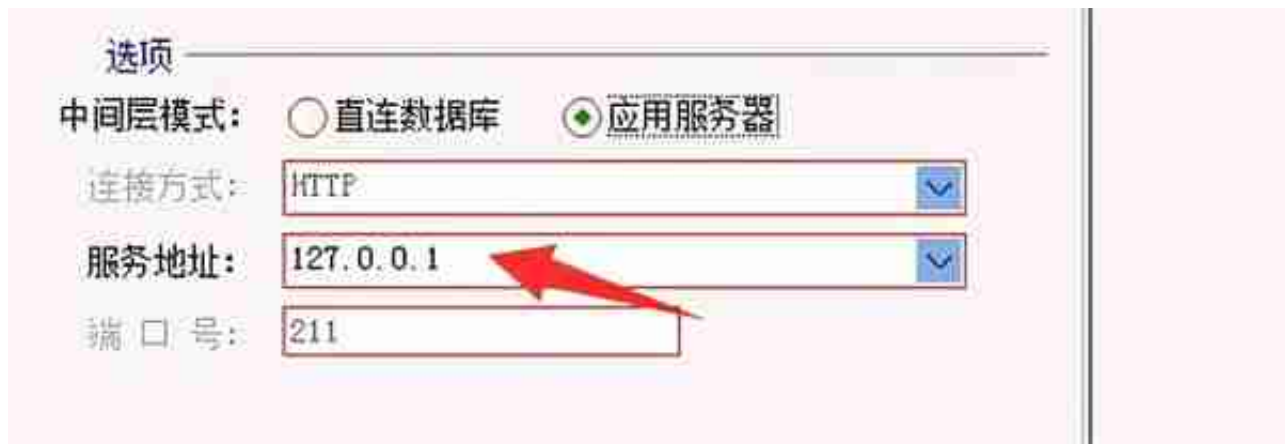 选项
中间层模式: 直连数据库 应用服务器
连接方式: HTTP
服务地址: 127.0.0.1
端 口 号: 211